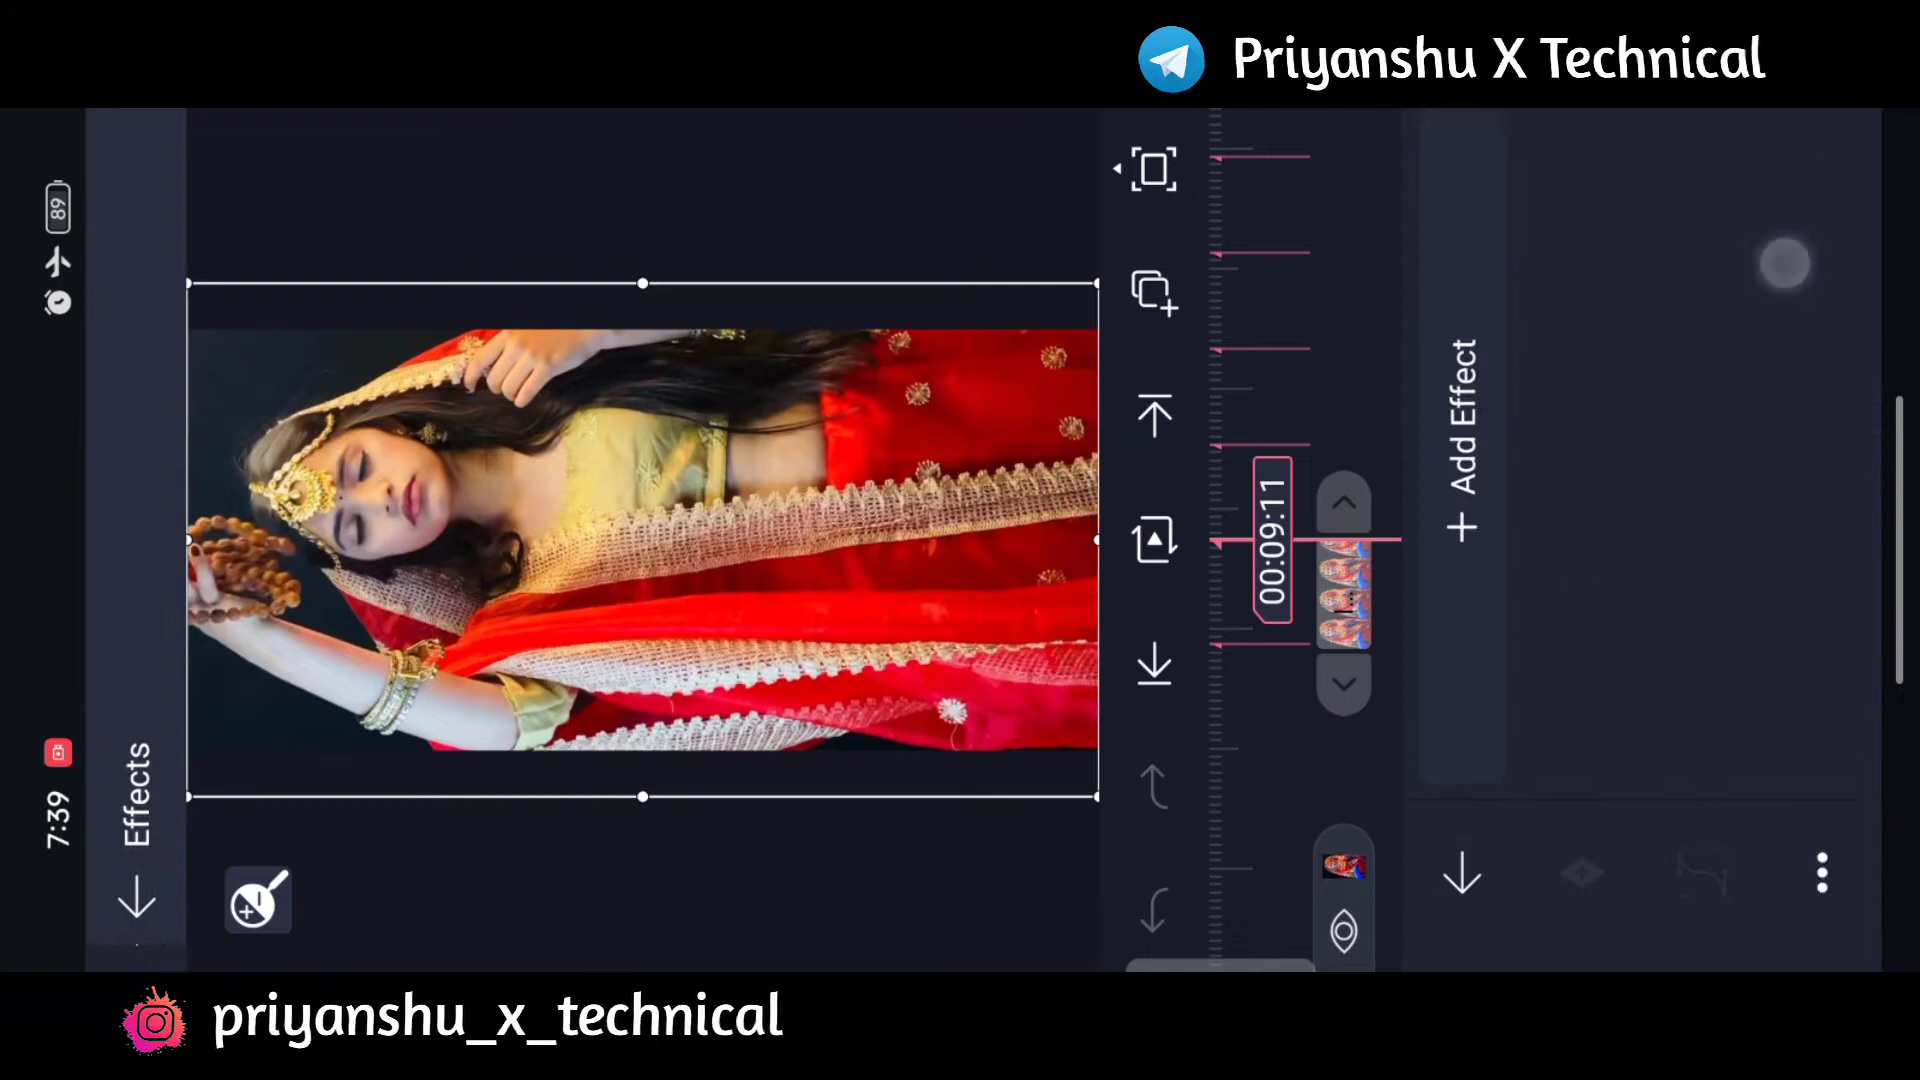 Priyanshu X Technical
89
7:39
Effects
00:09:11
+ Add Effect
priyanshu_x_technical